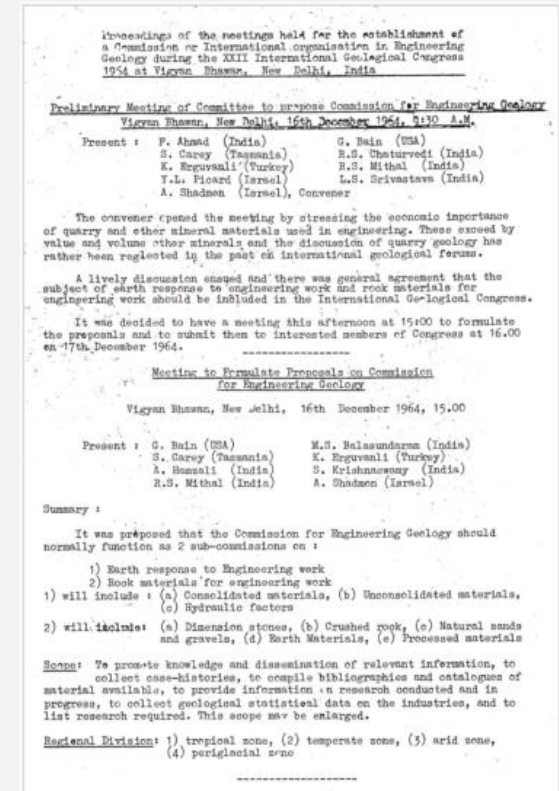 Proceedings of the meetings held for the establishment of
a Commission or International organisation in Engineering
Geology during the XXII International Geological Congress
1964 at Vigyan Bhawan, New Delhi, India
Preliminary Meeting of Committee to propose Commission for Engineering Geology
Vigyan Bhawan, New Delhi, 16th December 1964, 9:30 A.M.
Present : F. Ahmad (India) G. Bain (USA)
S. Carey (Tasmania) R.S. Chaturvedi (India)
K. Erguvanli (Turkey) R.S. Mithal (India)
Y.L. Picard (Israel) L.S. Srivastava (India)
A. Shadmon (Israel), Convener
The convener opened the meeting by stressing the economic importance
of quarry and other mineral materials used in engineering. These exceed by
value and volume other minerals and the discussion of quarry geology has
rather been neglected in the past on international geological forums.
A lively discussion ensued and there was general agreement that the
subject of earth response to engineering work and rock materials for
engineering work should be included in the International Geological Congress.
It was decided to have a meeting this afternoon at 15:00 to formulate
the proposals and to submit them to interested members of Congress at 16.00
on 17th December 1964.
-----------------
Meeting to Formulate Proposals on Commission
for Engineering Geology
Vigyan Bhawan, New Delhi, 16th December 1964, 15.00
Present : G. Bain (USA) M.S. Balasundaram (India)
S. Carey (Tasmania) K. Erguvanli (Turkey)
A. (India) S. Krishnaswamy (India)
R.S. Mithal (India) A. Shadmon (Israel)
Summary :
It was proposed that the Commission for Engineering Geology should
normally function as 2 sub-commissions on :
1) Earth response to Engineering work
2) Rock materials for engineering work
1) will include : (a) Consolidated materials, (b) Unconsolidated materials,
(c) Hydraulic factors
2) will include: (a) Dimension stones, (b) Crushed rock, (c) Natural sands
and gravels, (d) Earth Materials, (e) Processed materials
Scope: To promote knowledge and dissemination of relevant information, to
collect case-histories, to compile bibliographies and catalogues of
material available, to provide information on research conducted and in
progress, to collect geological statistical data on the industries, and to
list research required. This scope may be enlarged.
Regional Division: 1) tropical zone, (2) temperate zone, (3) arid zone,
(4) periglacial zone
-------------------